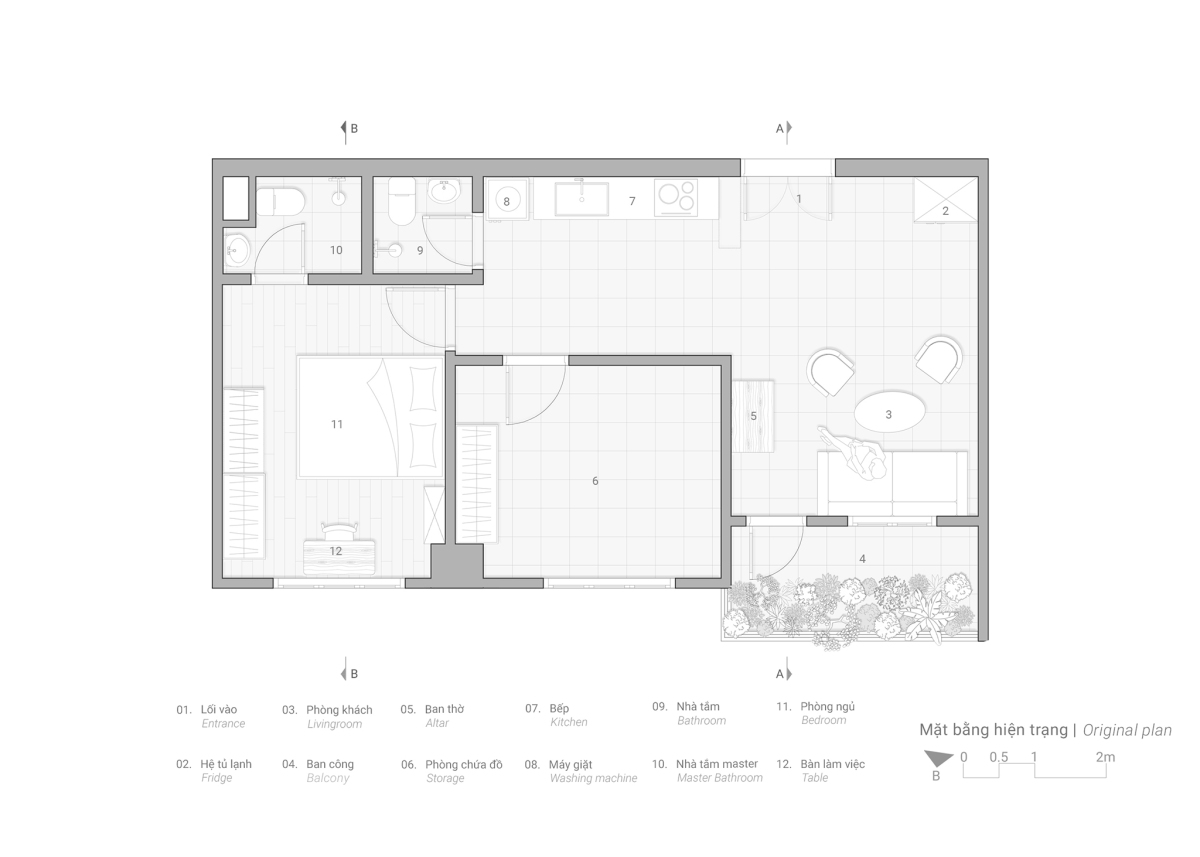 B
A
1
2
8
7
10
9
3
5
11
6
12
4
B
A
01. Lối vào
Entrance
03. Phòng khách
Livingroom
05. Ban thờ
Altar
07. Bếp
Kitchen
09. Nhà tắm
Bathroom
11. Phòng ngủ
Bedroom
02. Hệ tủ lạnh
Fridge
04. Ban công
Balcony
06. Phòng chứa đồ
Storage
08. Máy giặt
Washing machine
10. Nhà tắm master
Master Bathroom
12. Bàn làm việc
Table
Mặt bằng hiện trạng | Original plan
B
0 0.5 1 2m